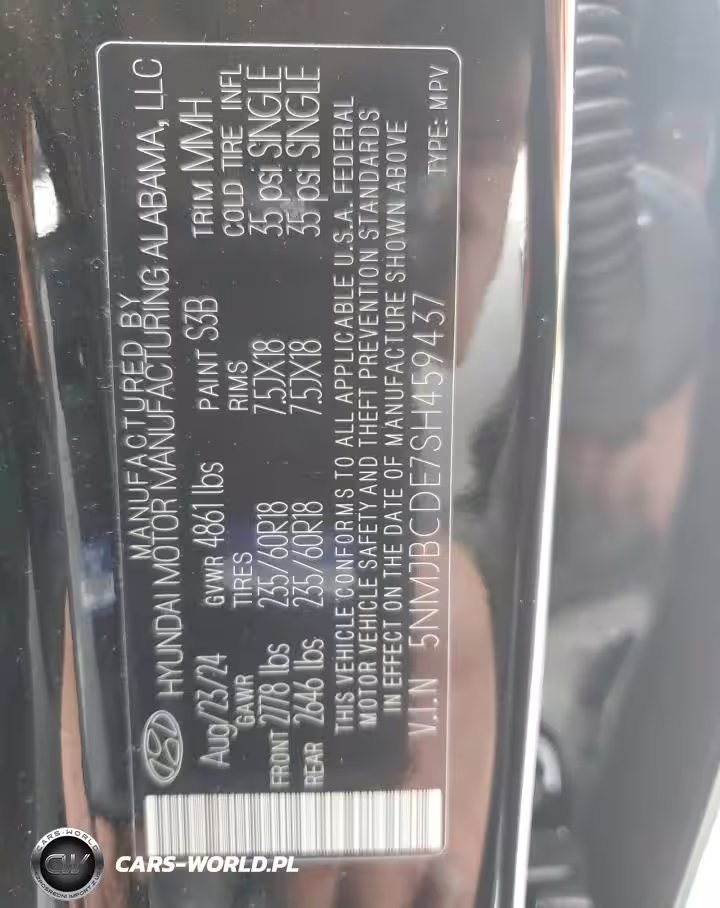 MANUFACTURED BY
HYUNDAI MOTOR MANUFACTURING ALABAMA, LLC
Aug/23/24 GVWR 4861 lbs PAINT S3B TRIM MMH
GAWR TIRES RIMS COLD TIRE INFL
FRONT 2778 lbs 235/60R18 7.5JX18 35 psi SINGLE
REAR 2646 lbs 235/60R18 7.5JX18 35 psi SINGLE
THIS VEHICLE CONFORMS TO ALL APPLICABLE U.S.A. FEDERAL
MOTOR VEHICLE SAFETY AND THEFT PREVENTION STANDARDS
IN EFFECT ON THE DATE OF MANUFACTURE SHOWN ABOVE
V.I.N 5NMJBCDE7SH459437 TYPE: MPV
CARS-WORLD
CW
CARS-WORLD.PL